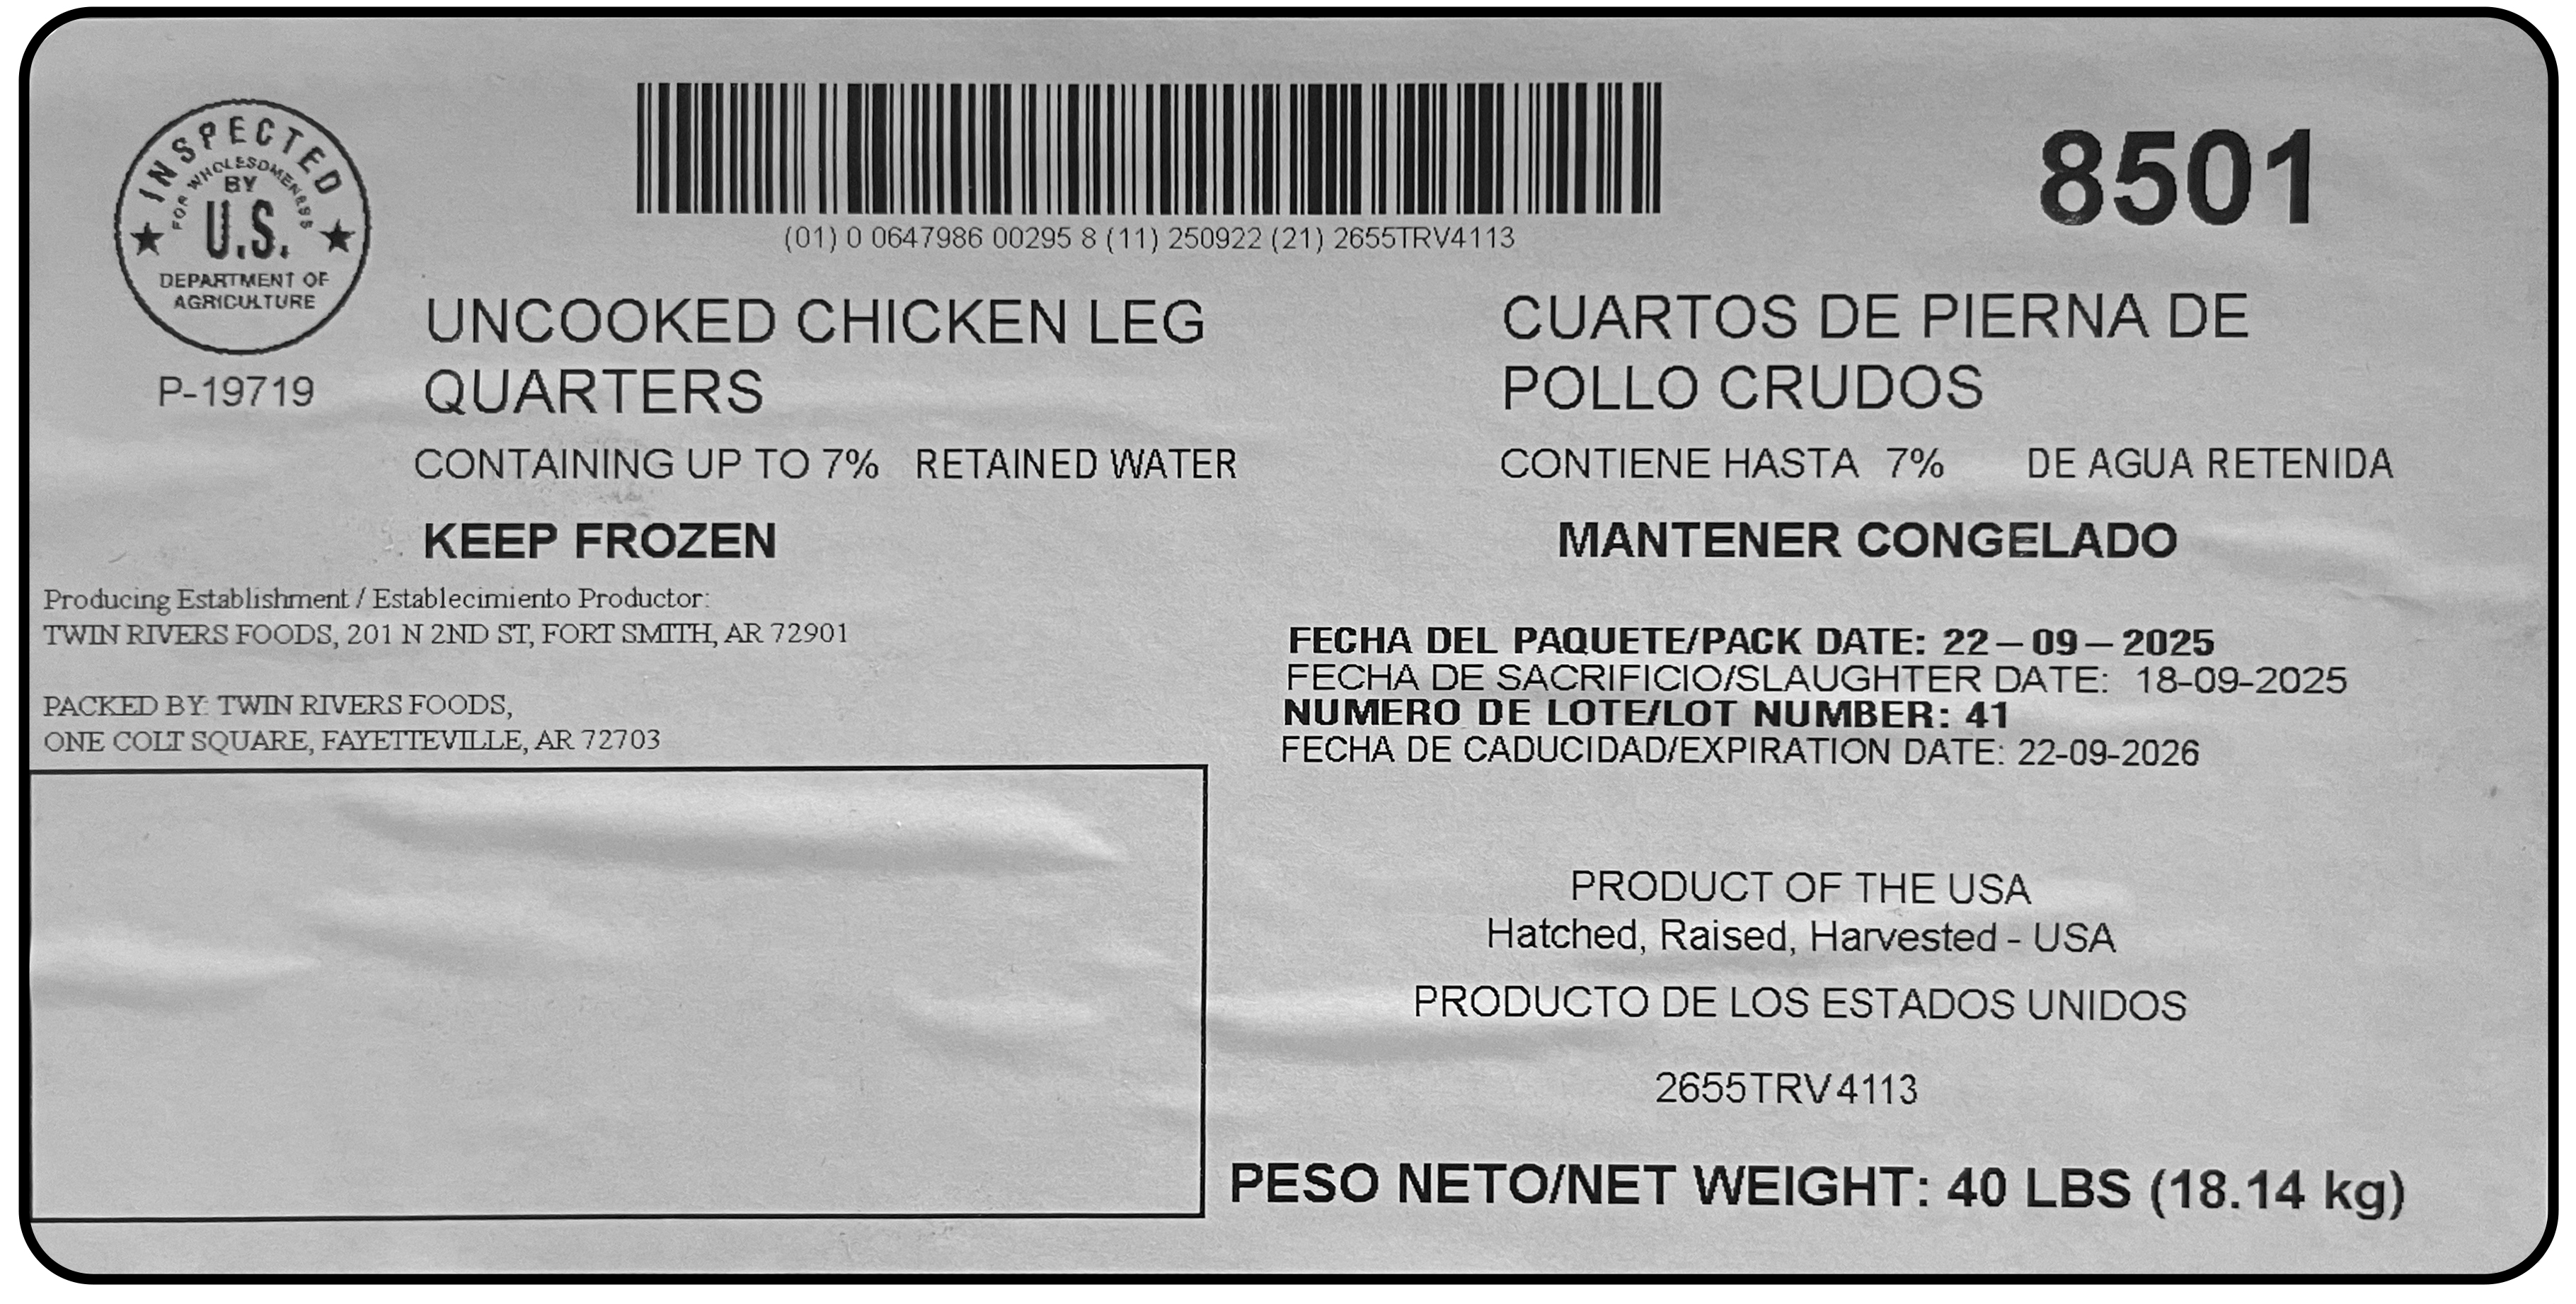 INSPECTED
FOR WHOLESOMENESS
BY
U.S.
DEPARTMENT OF
AGRICULTURE
P-19719
(01) 0 0647986 00295 8 (11) 250922 (21) 2655TRV4113
8501
UNCOOKED CHICKEN LEG
QUARTERS
CONTAINING UP TO 7% RETAINED WATER
KEEP FROZEN
CUARTOS DE PIERNA DE
POLLO CRUDOS
CONTIENE HASTA 7% DE AGUA RETENIDA
MANTENER CONGELADO
Producing Establishment / Establecimiento Productor:
TWIN RIVERS FOODS, 201 N 2ND ST, FORT SMITH, AR 72901
PACKED BY: TWIN RIVERS FOODS,
ONE COLT SQUARE, FAYETTEVILLE, AR 72703
FECHA DEL PAQUETE/PACK DATE: 22-09-2025
FECHA DE SACRIFICIO/SLAUGHTER DATE: 18-09-2025
NUMERO DE LOTE/LOT NUMBER: 41
FECHA DE CADUCIDAD/EXPIRATION DATE: 22-09-2026
PRODUCT OF THE USA
Hatched, Raised, Harvested - USA
PRODUCTO DE LOS ESTADOS UNIDOS
2655TRV4113
PESO NETO/NET WEIGHT: 40 LBS (18.14 kg)